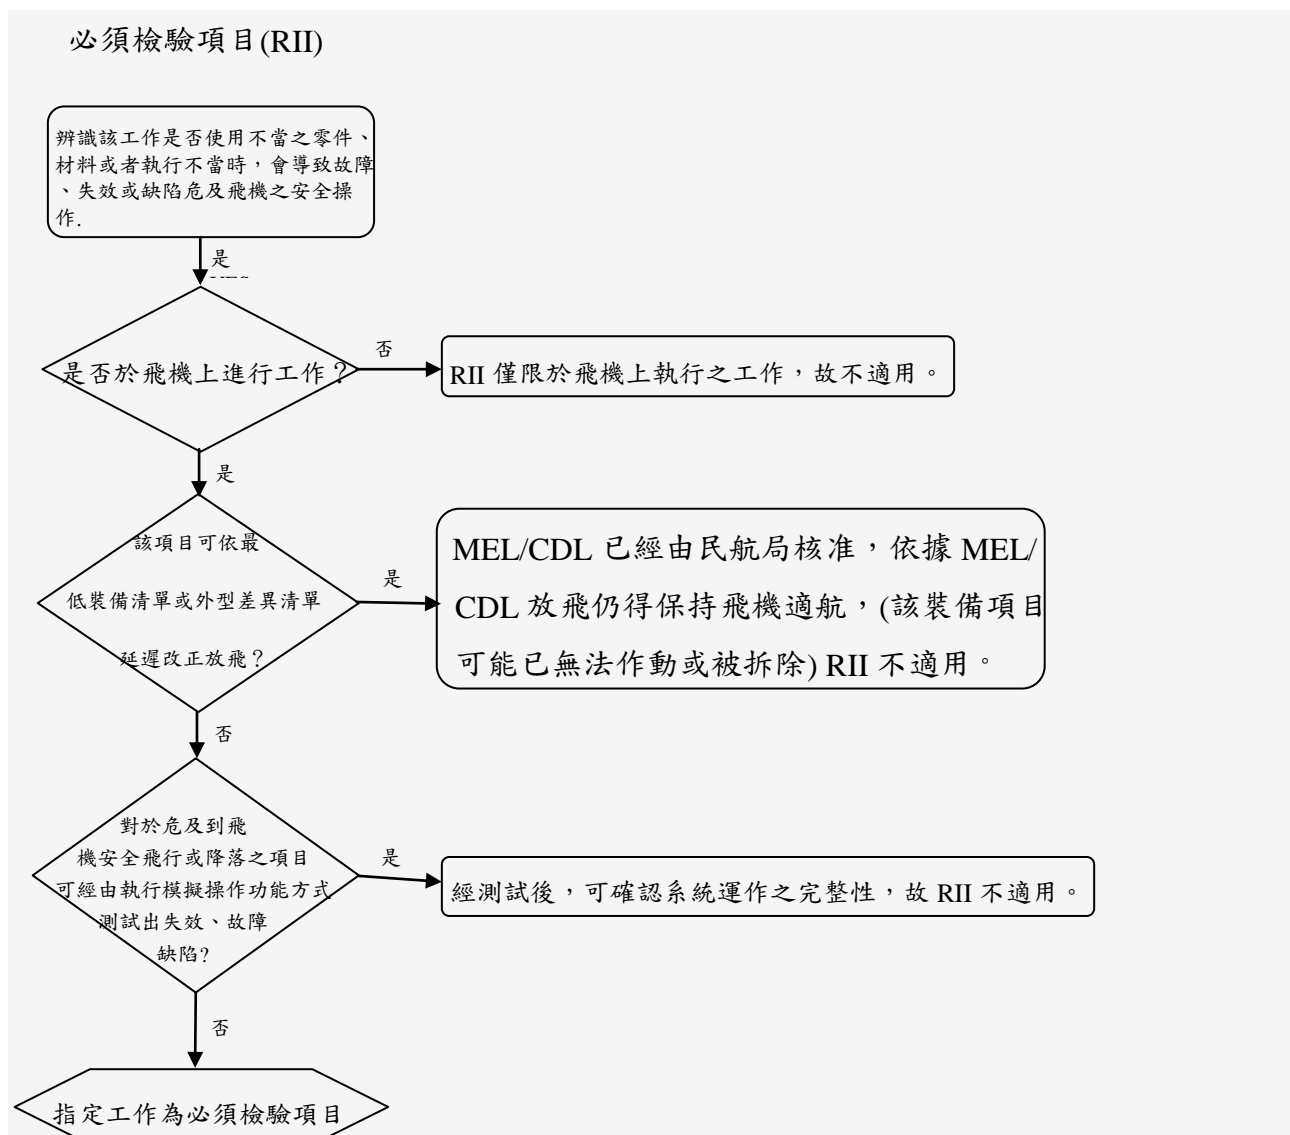 必須檢驗項目(RII)
辨識該工作是否使用不當之零件、
材料或者執行不當時，會導致故障
、失效或缺陷危及飛機之安全操
作.
是
是否於飛機上進行工作？
否
RII 僅限於飛機上執行之工作，故不適用。
是
該項目可依最
低裝備清單或外型差異清單
延遲改正放飛？
是
MEL/CDL 已經由民航局核准，依據 MEL/
CDL 放飛仍得保持飛機適航，(該裝備項目
可能已無法作動或被拆除) RII 不適用。
否
對於危及到飛
機安全飛行或降落之項目
可經由執行模擬操作功能方式
測試出失效、故障
缺陷?
是
經測試後，可確認系統運作之完整性，故 RII 不適用。
否
指定工作為必須檢驗項目